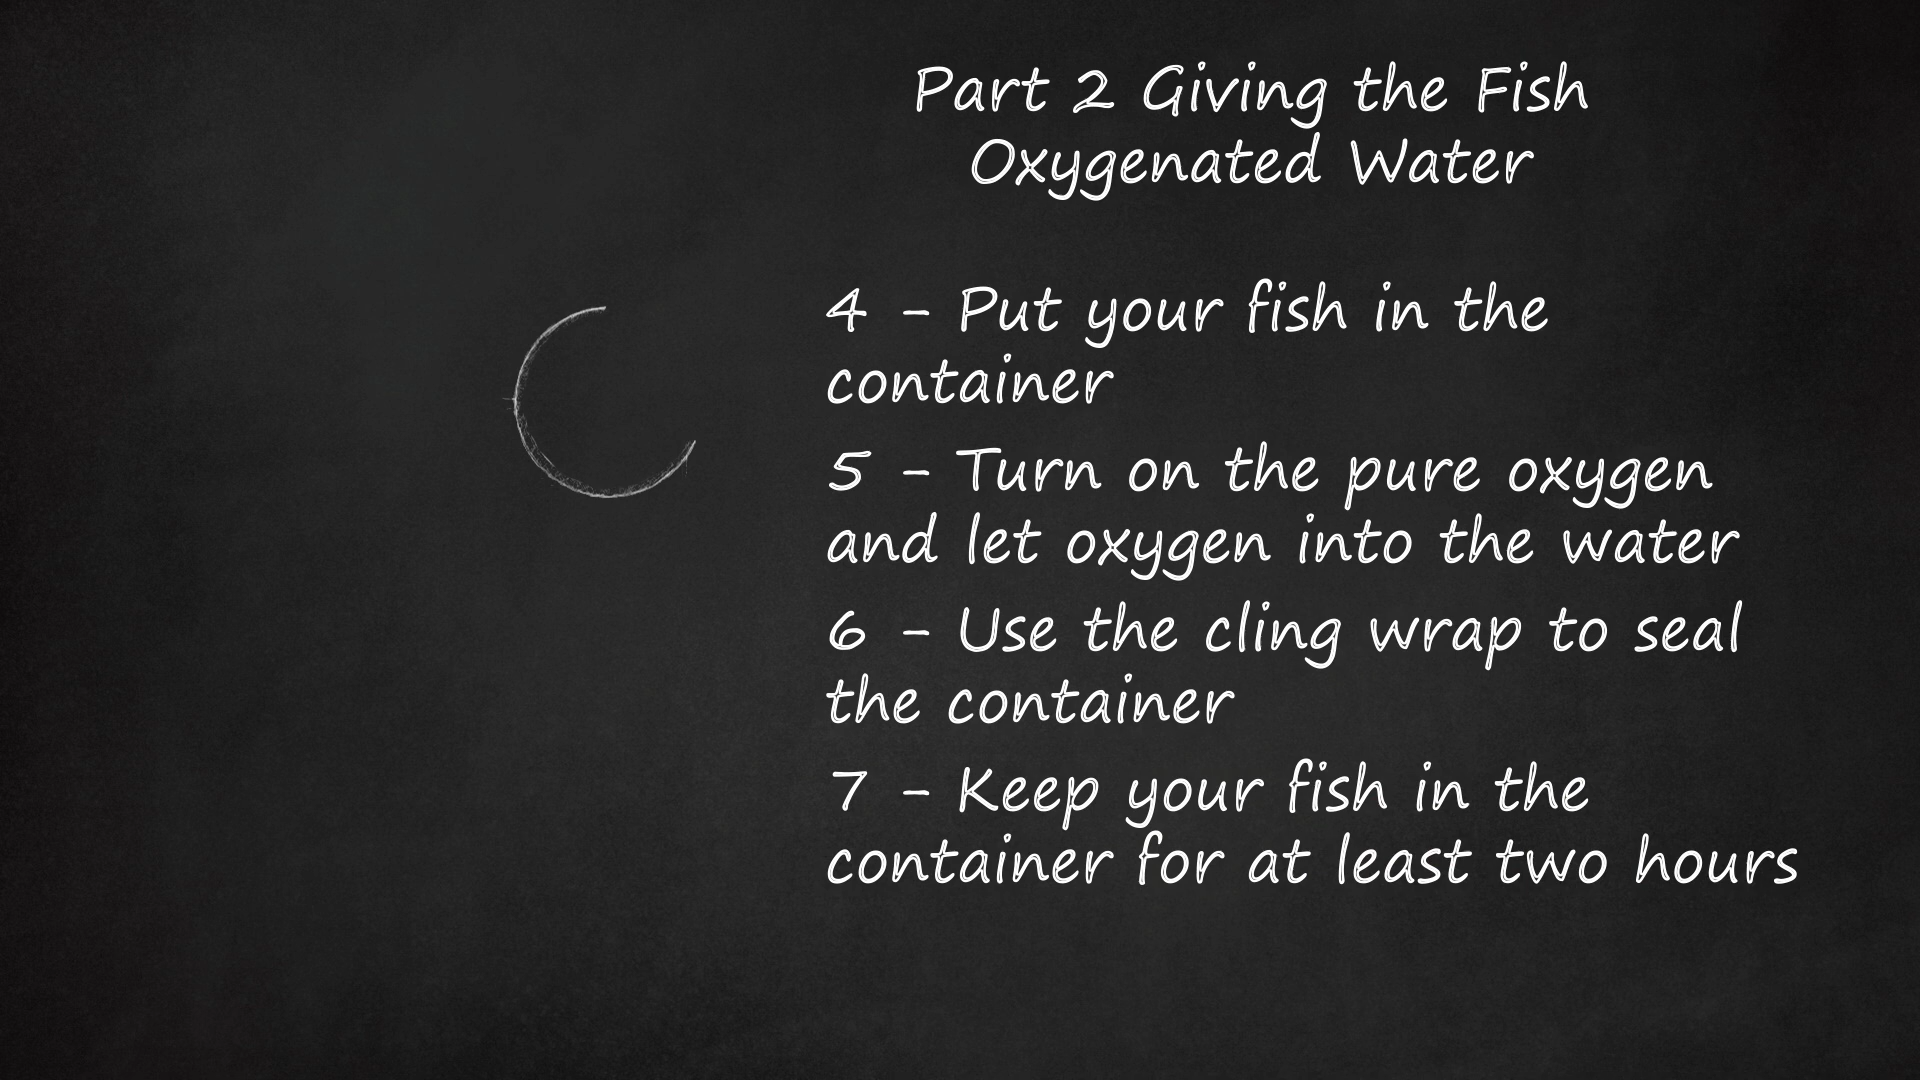 Part 2 Giving the Fish
Oxygenated Water
4 - Put your fish in the
container
5 - Turn on the pure oxygen
and let oxygen into the water
6 - Use the cling wrap to seal
the container
7 - Keep your fish in the
container for at least two hours